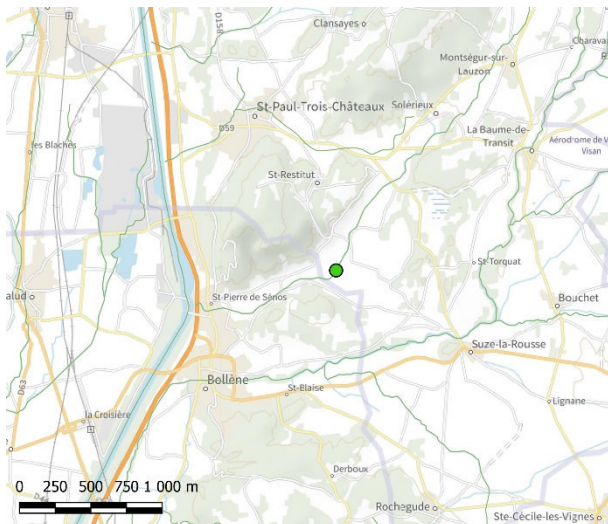 D158
Clansayes
Charava
Montségur-sur-
Lauzon
St-Paul-Trois-Châteaux
Solérieux
D59
La Baume-de-
Transit
les Blaches
Aérodrome de V
Visan
St-Restitut
St-Torquat
alud
St-Pierre de Sénos
Bouchet
Suze-la-Rousse
D63
Bollène
St-Blaise
la Croisière
Lignane
Derboux
0 250 500 750 1 000 m
Rochegude
Ste-Cécile-les-Vignes